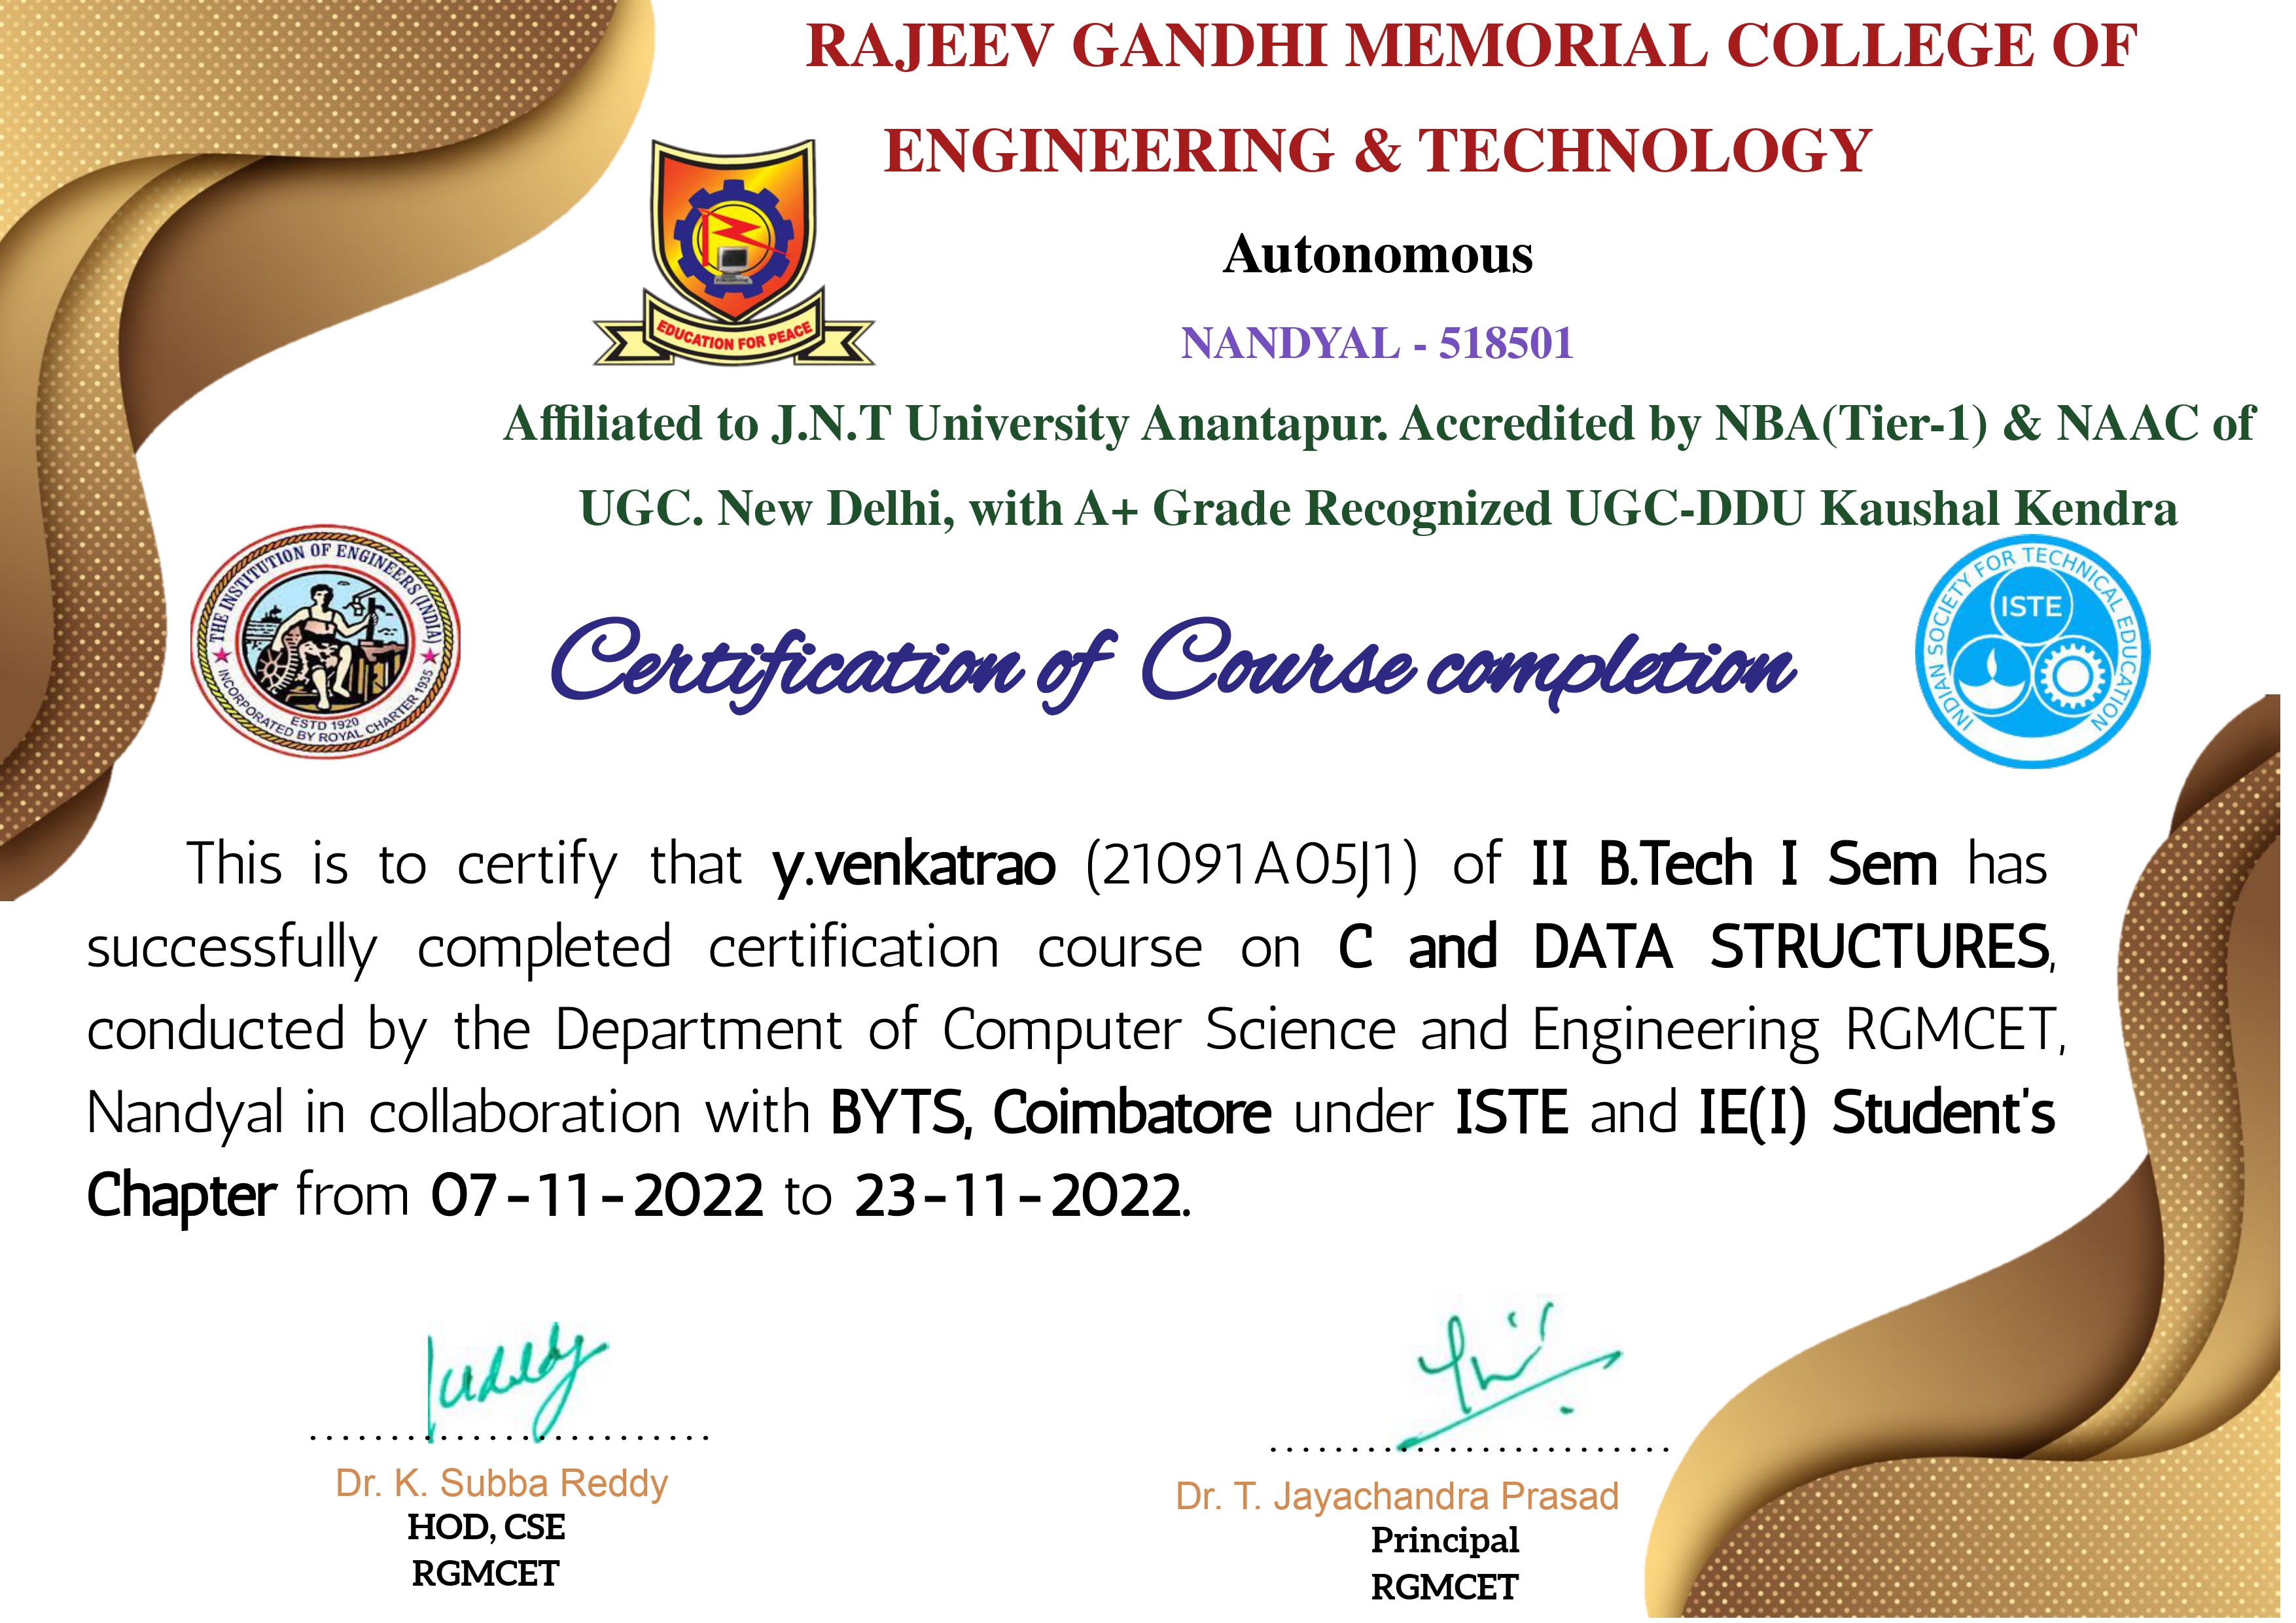 RAJEEV GANDHI MEMORIAL COLLEGE OF
ENGINEERING & TECHNOLOGY
Autonomous
EDUCATION FOR PEACE
NANDYAL - 518501
Affiliated to J.N.T University Anantapur. Accredited by NBA(Tier-1) & NAAC of
UGC. New Delhi, with A+ Grade Recognized UGC-DDU Kaushal Kendra
THE INSTITUTION OF ENGINEERS (INDIA)
ESTD 1920
INCORPORATED BY ROYAL CHARTER 1935
Certification of Course completion
INDIAN SOCIETY FOR TECHNICAL EDUCATION
ISTE
This is to certify that y.venkatrao (21091A05J1) of II B.Tech I Sem has
successfully completed certification course on C and DATA STRUCTURES,
conducted by the Department of Computer Science and Engineering RGMCET,
Nandyal in collaboration with BYTS, Coimbatore under ISTE and IE(I) Student's
Chapter from 07-11-2022 to 23-11-2022.
Dr. K. Subba Reddy
HOD, CSE
RGMCET
Dr. T. Jayachandra Prasad
Principal
RGMCET